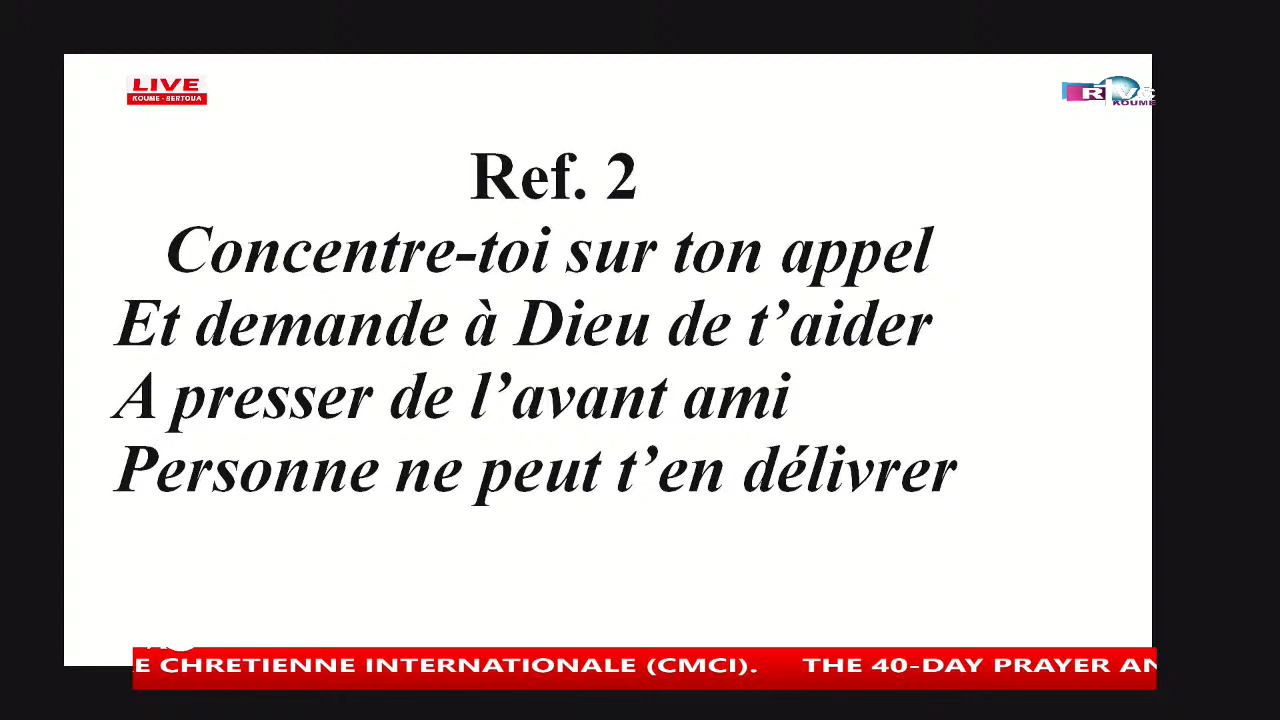 LIVE
KOUME - BERTOUA
KOUME
Ref. 2
Concentre-toi sur ton appel
Et demande à Dieu de t’aider
A presser de l’avant ami
Personne ne peut t’en délivrer
E CHRETIENNE INTERNATIONALE (CMCI). THE 40-DAY PRAYER AN